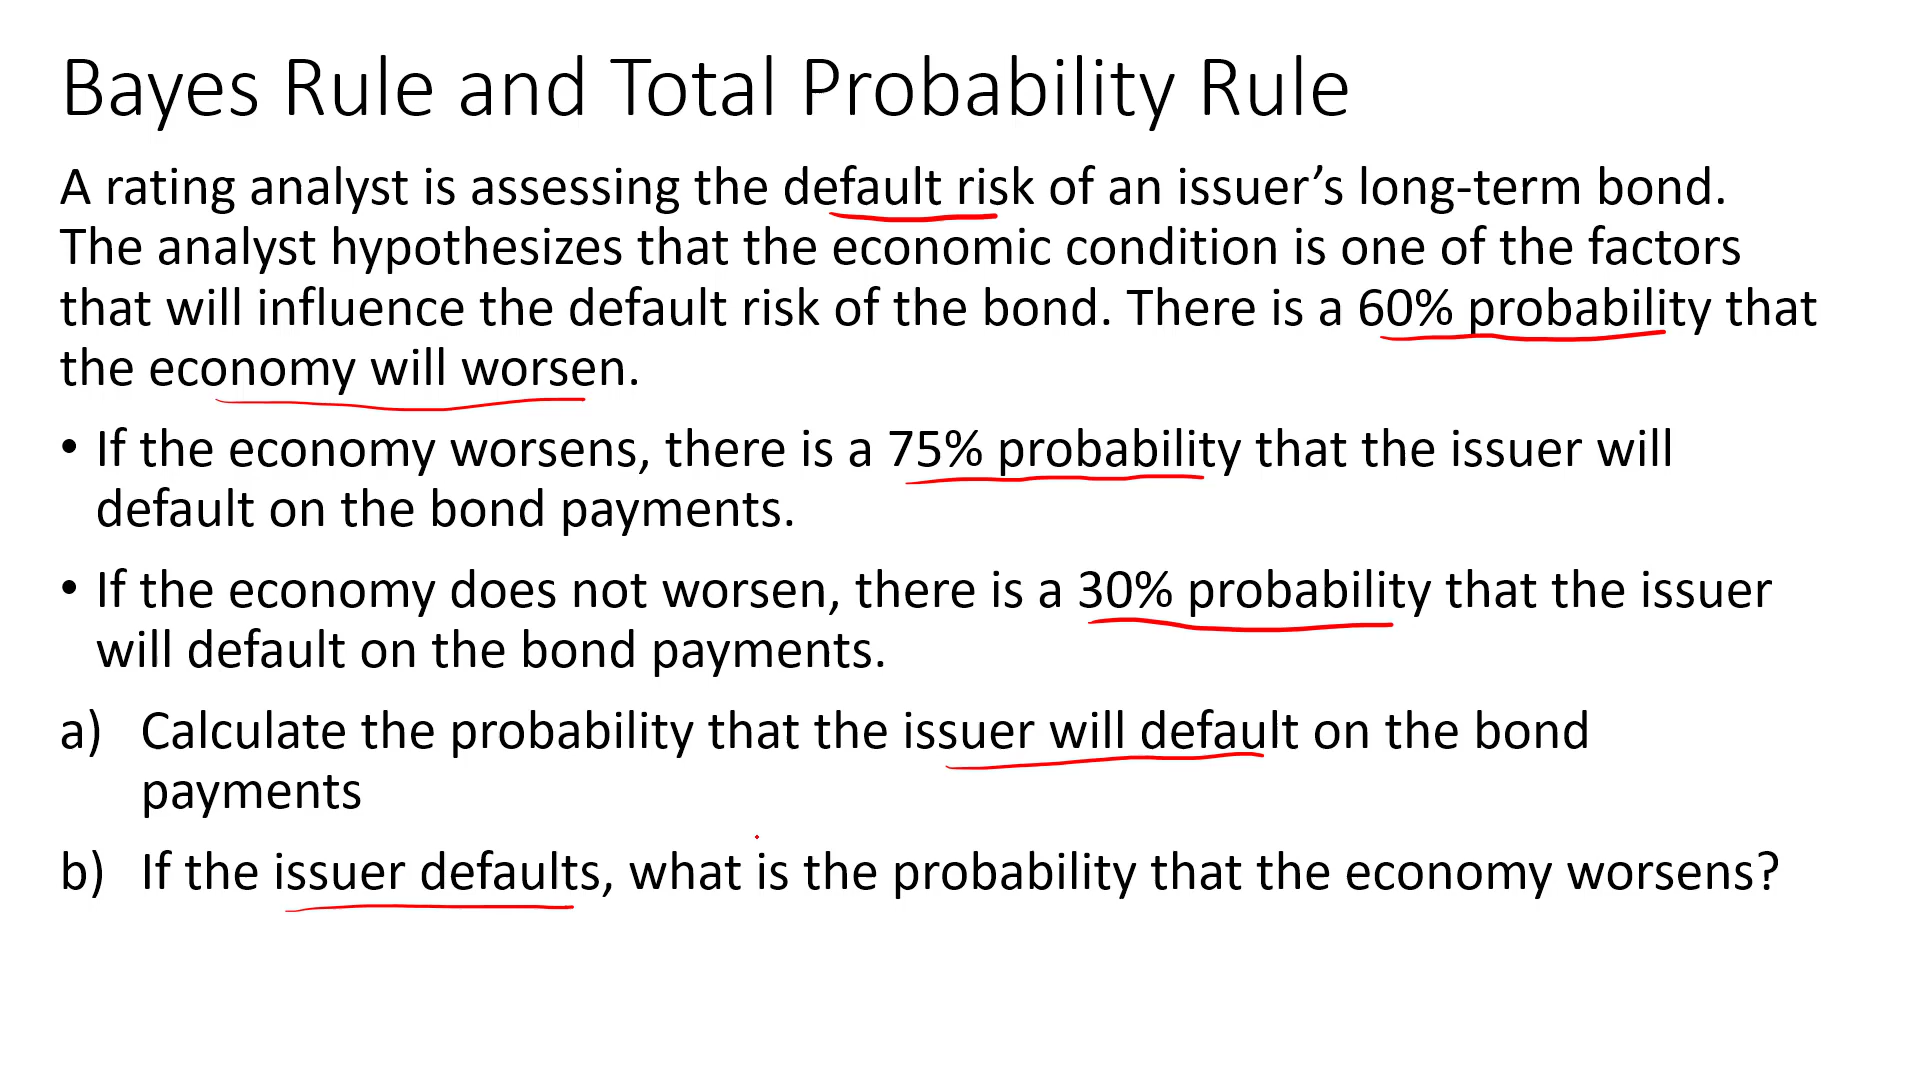 Bayes Rule and Total Probability Rule
A rating analyst is assessing the default risk of an issuer’s long-term bond.
The analyst hypothesizes that the economic condition is one of the factors
that will influence the default risk of the bond. There is a 60% probability that
the economy will worsen.
• If the economy worsens, there is a 75% probability that the issuer will
default on the bond payments.
• If the economy does not worsen, there is a 30% probability that the issuer
will default on the bond payments.
a) Calculate the probability that the issuer will default on the bond
payments
b) If the issuer defaults, what is the probability that the economy worsens?